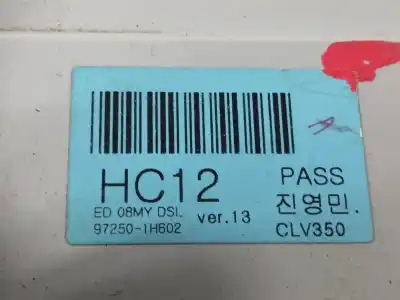 HC12
PASS
ED 08MY DSL. ver.13
진영민.
97250-1H602
CLV350